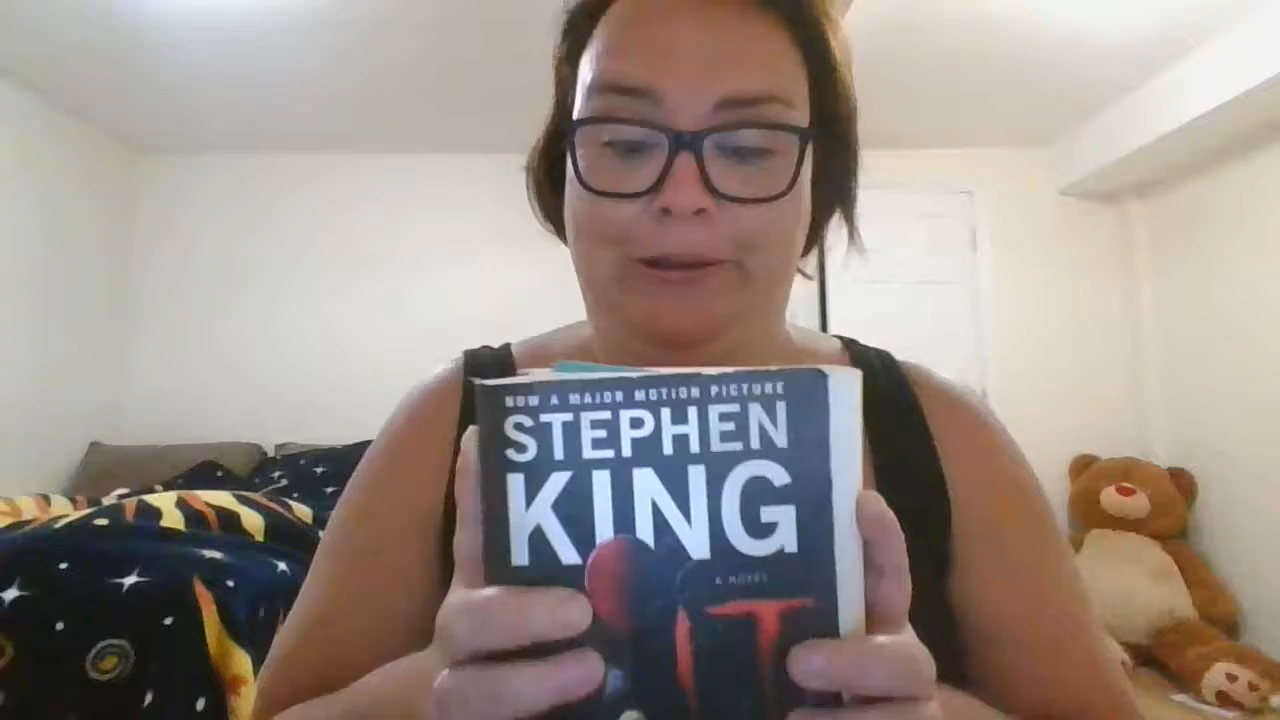 NOW A MAJOR MOTION PICTURE
STEPHEN
KING
A NOVEL
IT